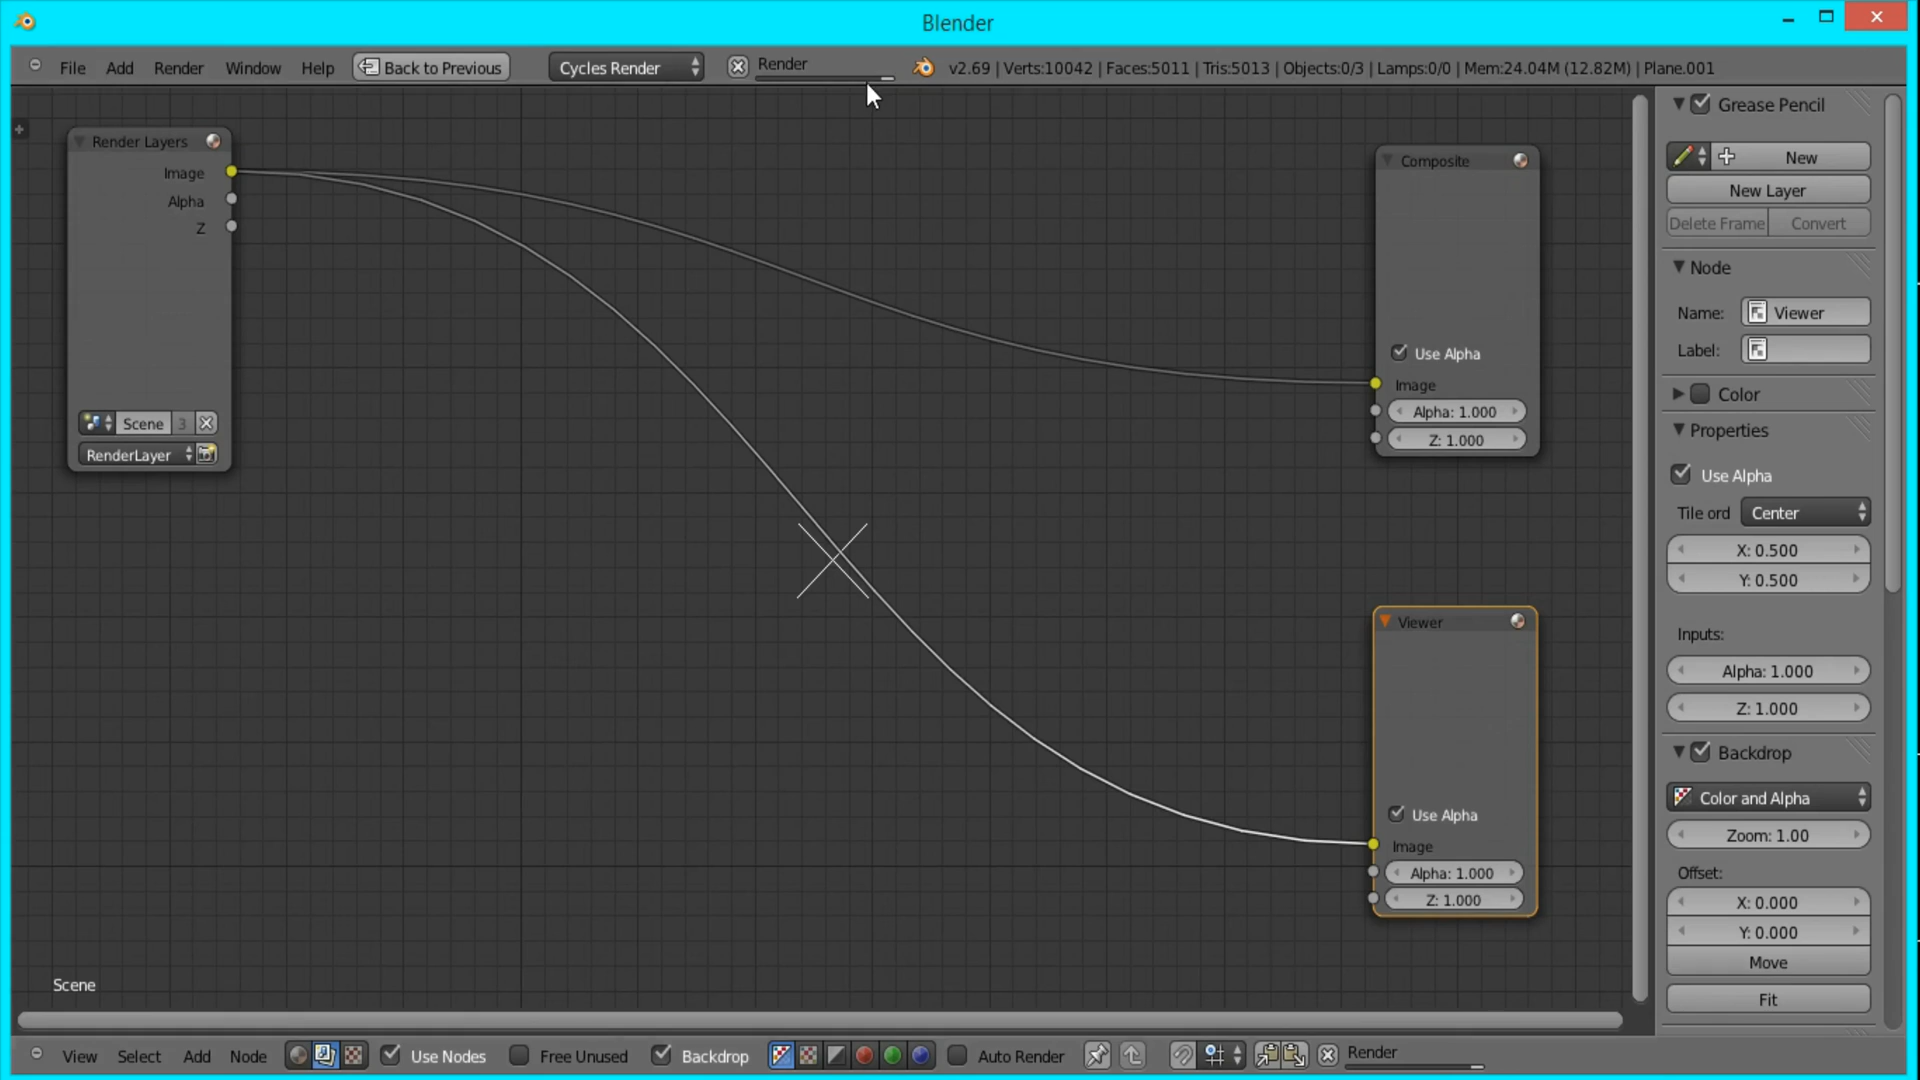 Blender
File Add Render Window Help Back to Previous Cycles Render Render v2.69 | Verts:10042 | Faces:5011 | Tris:5013 | Objects:0/3 | Lamps:0/0 | Mem:24.04M (12.82M) | Plane.001
Render Layers
Image
Alpha
Z
Scene 3
RenderLayer
Composite
Use Alpha
Image
Alpha: 1.000
Z: 1.000
Viewer
Use Alpha
Image
Alpha: 1.000
Z: 1.000
Scene
Grease Pencil
New
New Layer
Delete Frame Convert
Node
Name: Viewer
Label:
Color
Properties
Use Alpha
Tile ord Center
X: 0.500
Y: 0.500
Inputs:
Alpha: 1.000
Z: 1.000
Backdrop
Color and Alpha
Zoom: 1.00
Offset:
X: 0.000
Y: 0.000
Move
Fit
View Select Add Node Use Nodes Free Unused Backdrop Auto Render Render